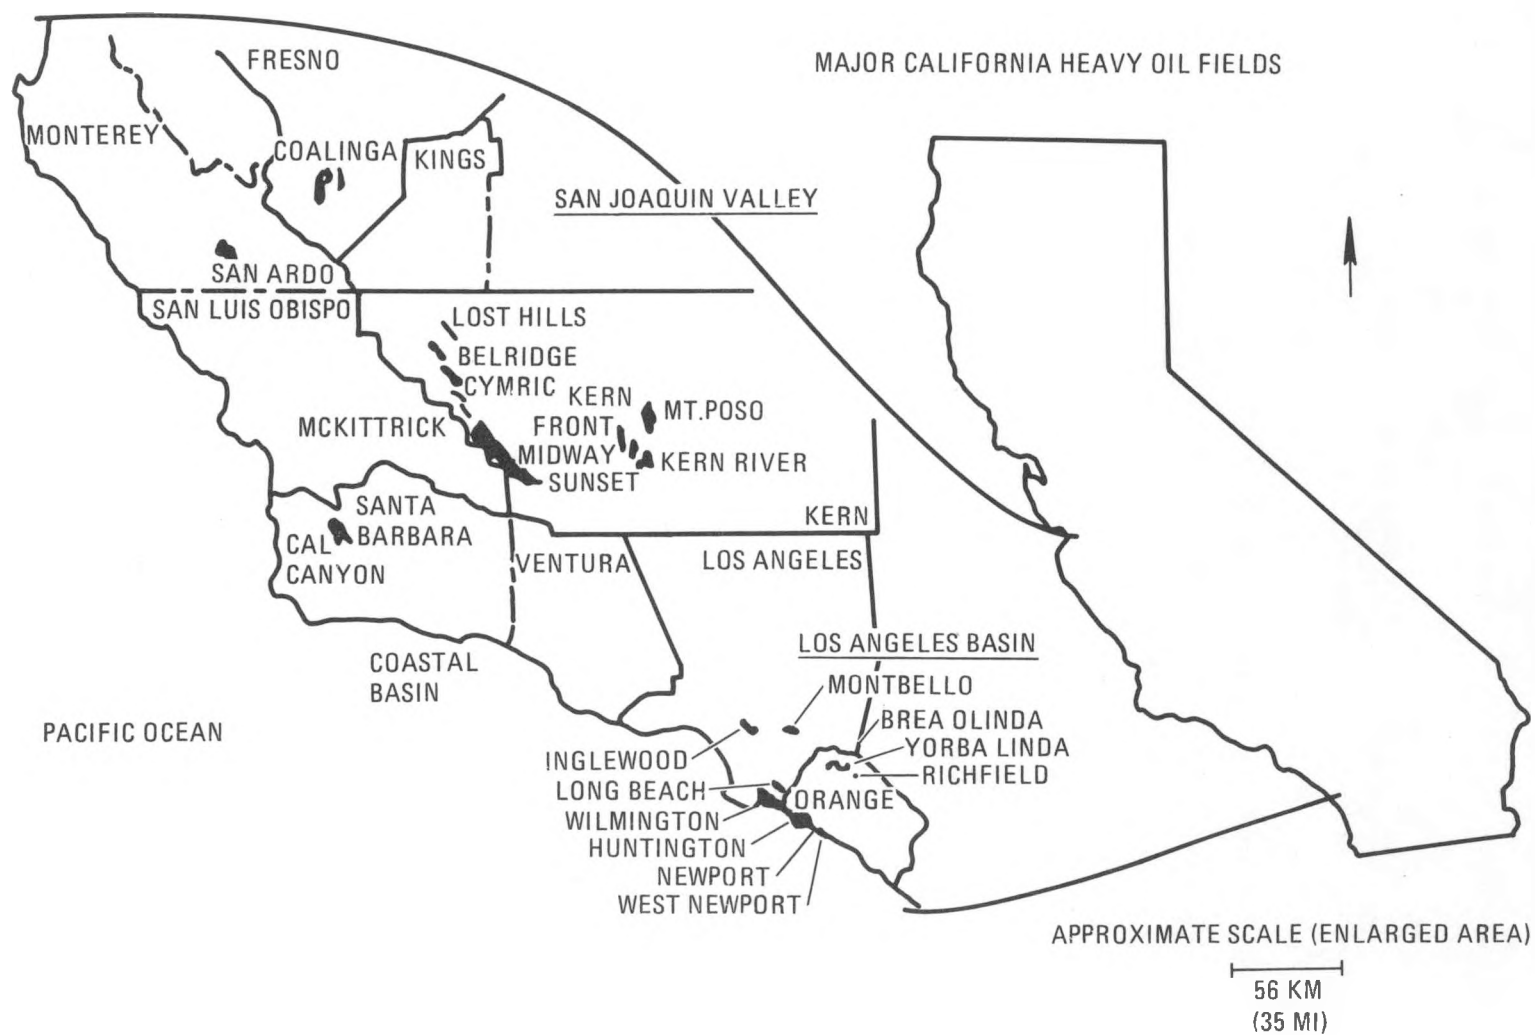 FRESNO
MAJOR CALIFORNIA HEAVY OIL FIELDS
MONTEREY
COALINGA
KINGS
SAN JOAQUIN VALLEY
SAN ARDO
SAN LUIS OBISPO
LOST HILLS
BELRIDGE
CYMRIC
KERN
FRONT
MT.POSO
MCKITTRICK
MIDWAY
SUNSET
KERN RIVER
SANTA
BARBARA
KERN
CAL
CANYON
VENTURA
LOS ANGELES
LOS ANGELES BASIN
COASTAL
BASIN
MONTBELLO
PACIFIC OCEAN
BREA OLINDA
YORBA LINDA
RICHFIELD
INGLEWOOD
LONG BEACH
ORANGE
WILMINGTON
HUNTINGTON
NEWPORT
WEST NEWPORT
APPROXIMATE SCALE (ENLARGED AREA)
56 KM
(35 MI)